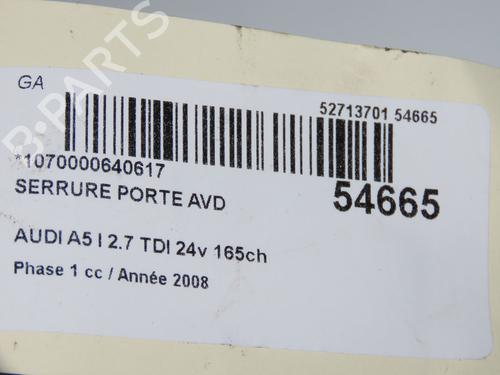 B-PARTS
GA
52713701 54665
*1070000640617
SERRURE PORTE AVD
54665
AUDI A5 I 2.7 TDI 24v 165ch
Phase 1 cc / Année 2008